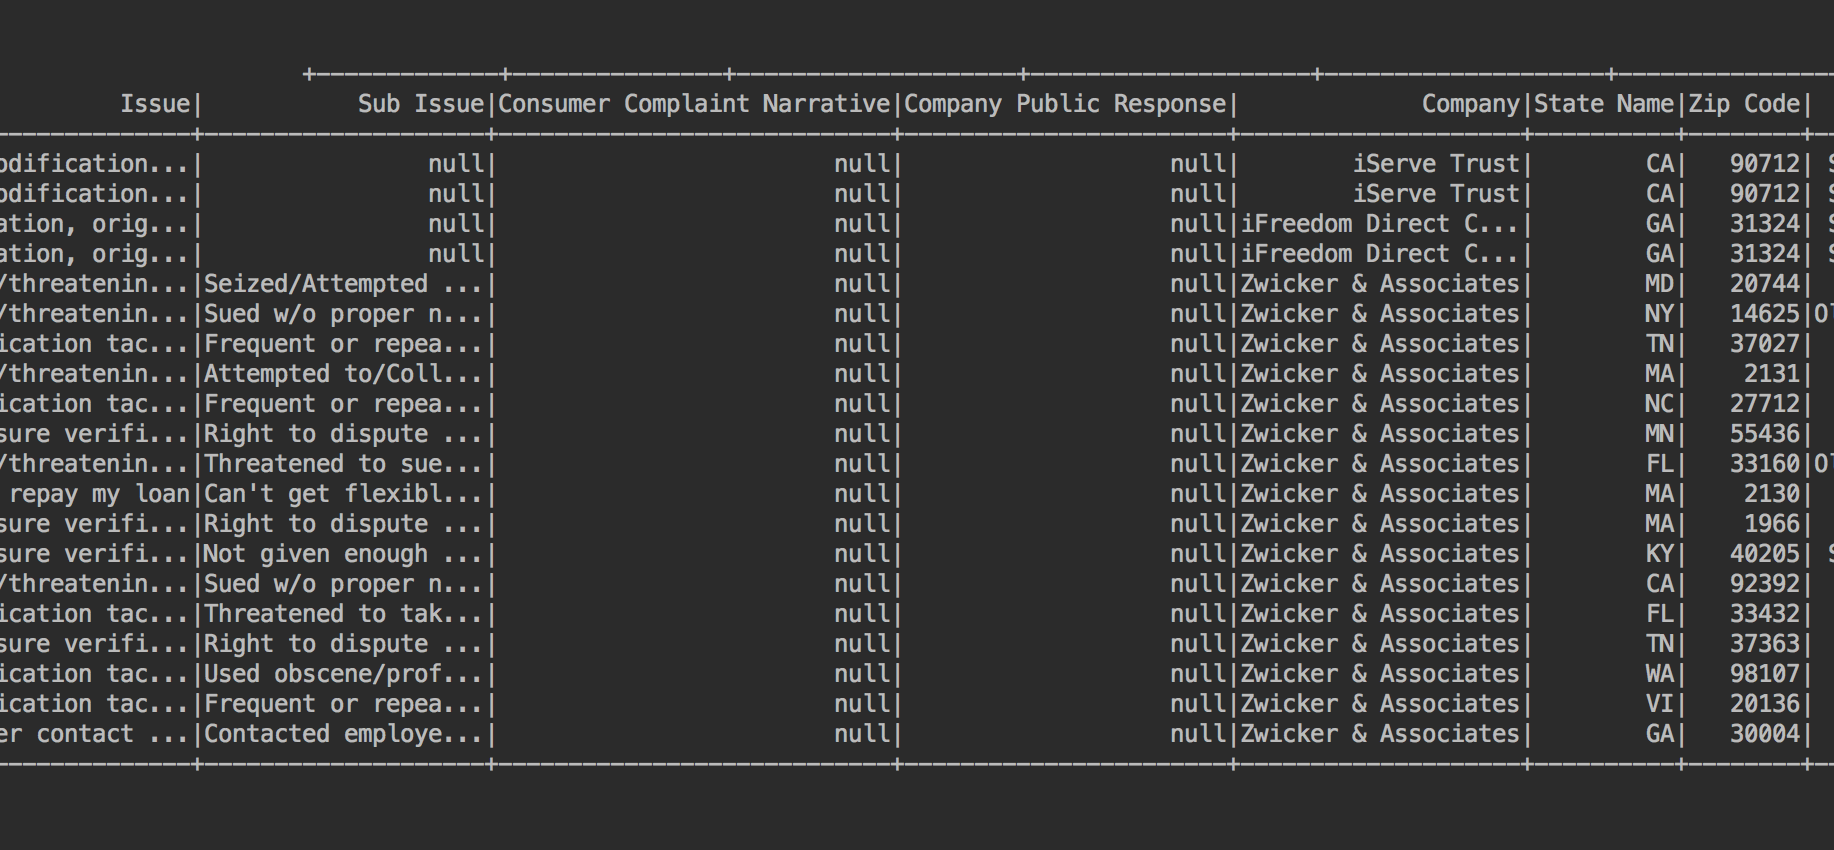 +-------------+---------------+--------------------+--------------------+--------------------+---------------
Issue| Sub Issue|Consumer Complaint Narrative|Company Public Response| Company|State Name|Zip Code|
-------------+--------------------+----------------------------+-----------------------+--------------------+----------+--------+--
odification...| null| null| null| iServe Trust| CA| 90712| S
odification...| null| null| null| iServe Trust| CA| 90712| S
ation, orig...| null| null| null|iFreedom Direct C...| GA| 31324| S
ation, orig...| null| null| null|iFreedom Direct C...| GA| 31324| S
/threatenin...|Seized/Attempted ...| null| null|Zwicker & Associates| MD| 20744|
/threatenin...|Sued w/o proper n...| null| null|Zwicker & Associates| NY| 14625|Ol
ication tac...|Frequent or repea...| null| null|Zwicker & Associates| TN| 37027|
/threatenin...|Attempted to/Coll...| null| null|Zwicker & Associates| MA| 2131|
ication tac...|Frequent or repea...| null| null|Zwicker & Associates| NC| 27712|
sure verifi...|Right to dispute ...| null| null|Zwicker & Associates| MN| 55436|
/threatenin...|Threatened to sue...| null| null|Zwicker & Associates| FL| 33160|Ol
repay my loan|Can't get flexibl...| null| null|Zwicker & Associates| MA| 2130|
sure verifi...|Right to dispute ...| null| null|Zwicker & Associates| MA| 1966|
sure verifi...|Not given enough ...| null| null|Zwicker & Associates| KY| 40205| S
/threatenin...|Sued w/o proper n...| null| null|Zwicker & Associates| CA| 92392|
ication tac...|Threatened to tak...| null| null|Zwicker & Associates| FL| 33432|
sure verifi...|Right to dispute ...| null| null|Zwicker & Associates| TN| 37363|
ication tac...|Used obscene/prof...| null| null|Zwicker & Associates| WA| 98107|
ication tac...|Frequent or repea...| null| null|Zwicker & Associates| VI| 20136|
er contact ...|Contacted employe...| null| null|Zwicker & Associates| GA| 30004|
-------------+--------------------+----------------------------+-----------------------+--------------------+----------+--------+--